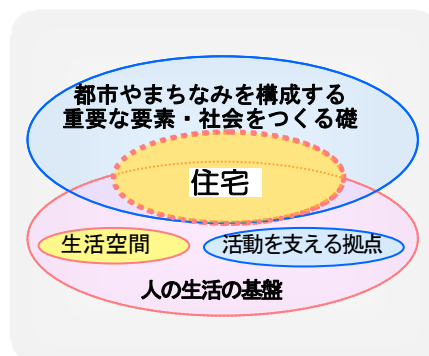 都市やまちなみを構成する
重要な要素・社会をつくる礎
住宅
生活空間
活動を支える拠点
人の生活の基盤